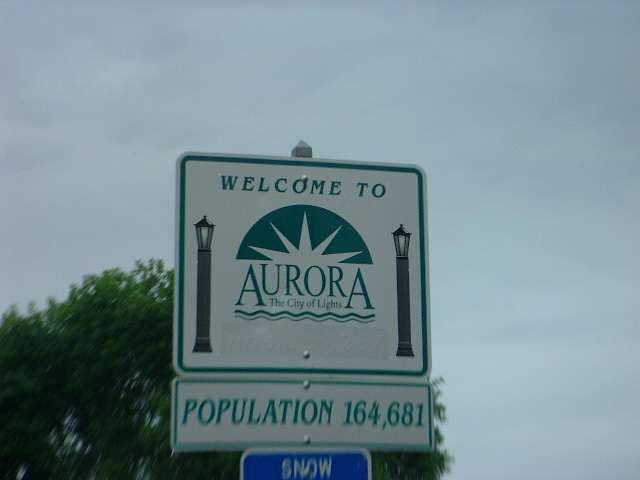 WELCOME TO
AURORA
The City of Lights
POPULATION 164,681
SNOW